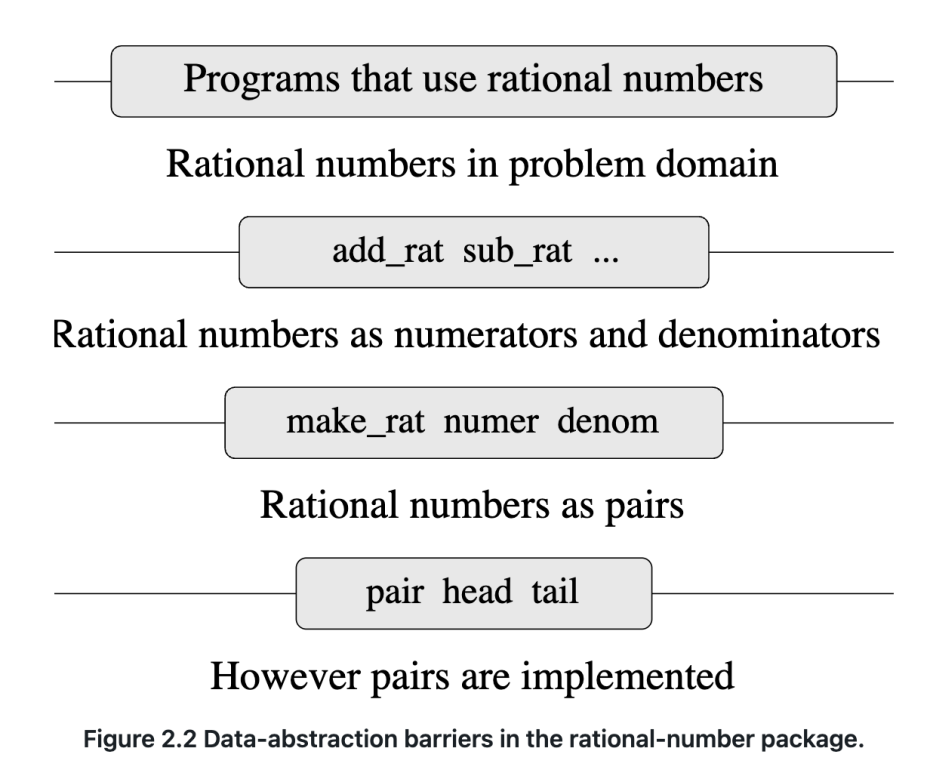 Programs that use rational numbers
Rational numbers in problem domain
add_rat sub_rat ...
Rational numbers as numerators and denominators
make_rat numer denom
Rational numbers as pairs
pair head tail
However pairs are implemented
Figure 2.2 Data-abstraction barriers in the rational-number package.